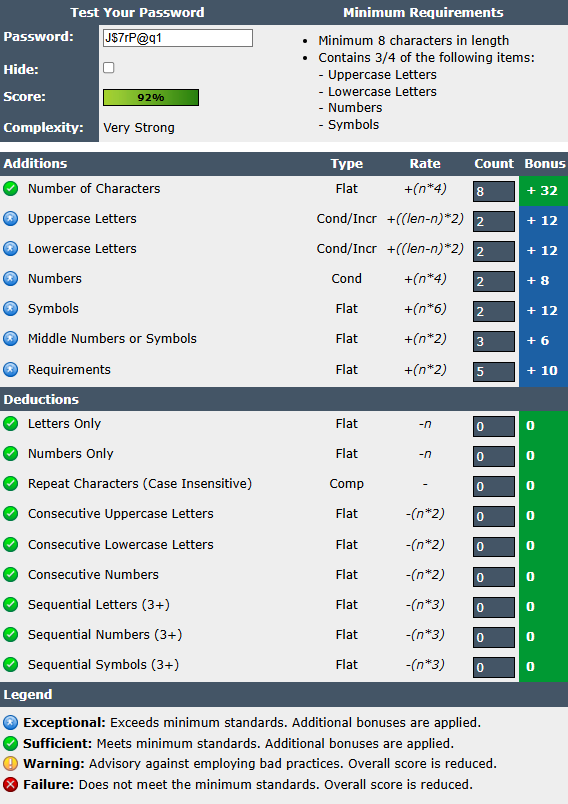 Test Your Password Minimum Requirements
Password: J$7rP@q1
• Minimum 8 characters in length
• Contains 3/4 of the following items:
- Uppercase Letters
- Lowercase Letters
- Numbers
- Symbols
Hide:
Score: 92%
Complexity: Very Strong
Additions Type Rate Count Bonus
Number of Characters Flat +(n*4) 8 + 32
Uppercase Letters Cond/Incr +((len-n)*2) 2 + 12
Lowercase Letters Cond/Incr +((len-n)*2) 2 + 12
Numbers Cond +(n*4) 2 + 8
Symbols Flat +(n*6) 2 + 12
Middle Numbers or Symbols Flat +(n*2) 3 + 6
Requirements Flat +(n*2) 5 + 10
Deductions
Letters Only Flat -n 0 0
Numbers Only Flat -n 0 0
Repeat Characters (Case Insensitive) Comp - 0 0
Consecutive Uppercase Letters Flat -(n*2) 0 0
Consecutive Lowercase Letters Flat -(n*2) 0 0
Consecutive Numbers Flat -(n*2) 0 0
Sequential Letters (3+) Flat -(n*3) 0 0
Sequential Numbers (3+) Flat -(n*3) 0 0
Sequential Symbols (3+) Flat -(n*3) 0 0
Legend
Exceptional: Exceeds minimum standards. Additional bonuses are applied.
Sufficient: Meets minimum standards. Additional bonuses are applied.
Warning: Advisory against employing bad practices. Overall score is reduced.
Failure: Does not meet the minimum standards. Overall score is reduced.